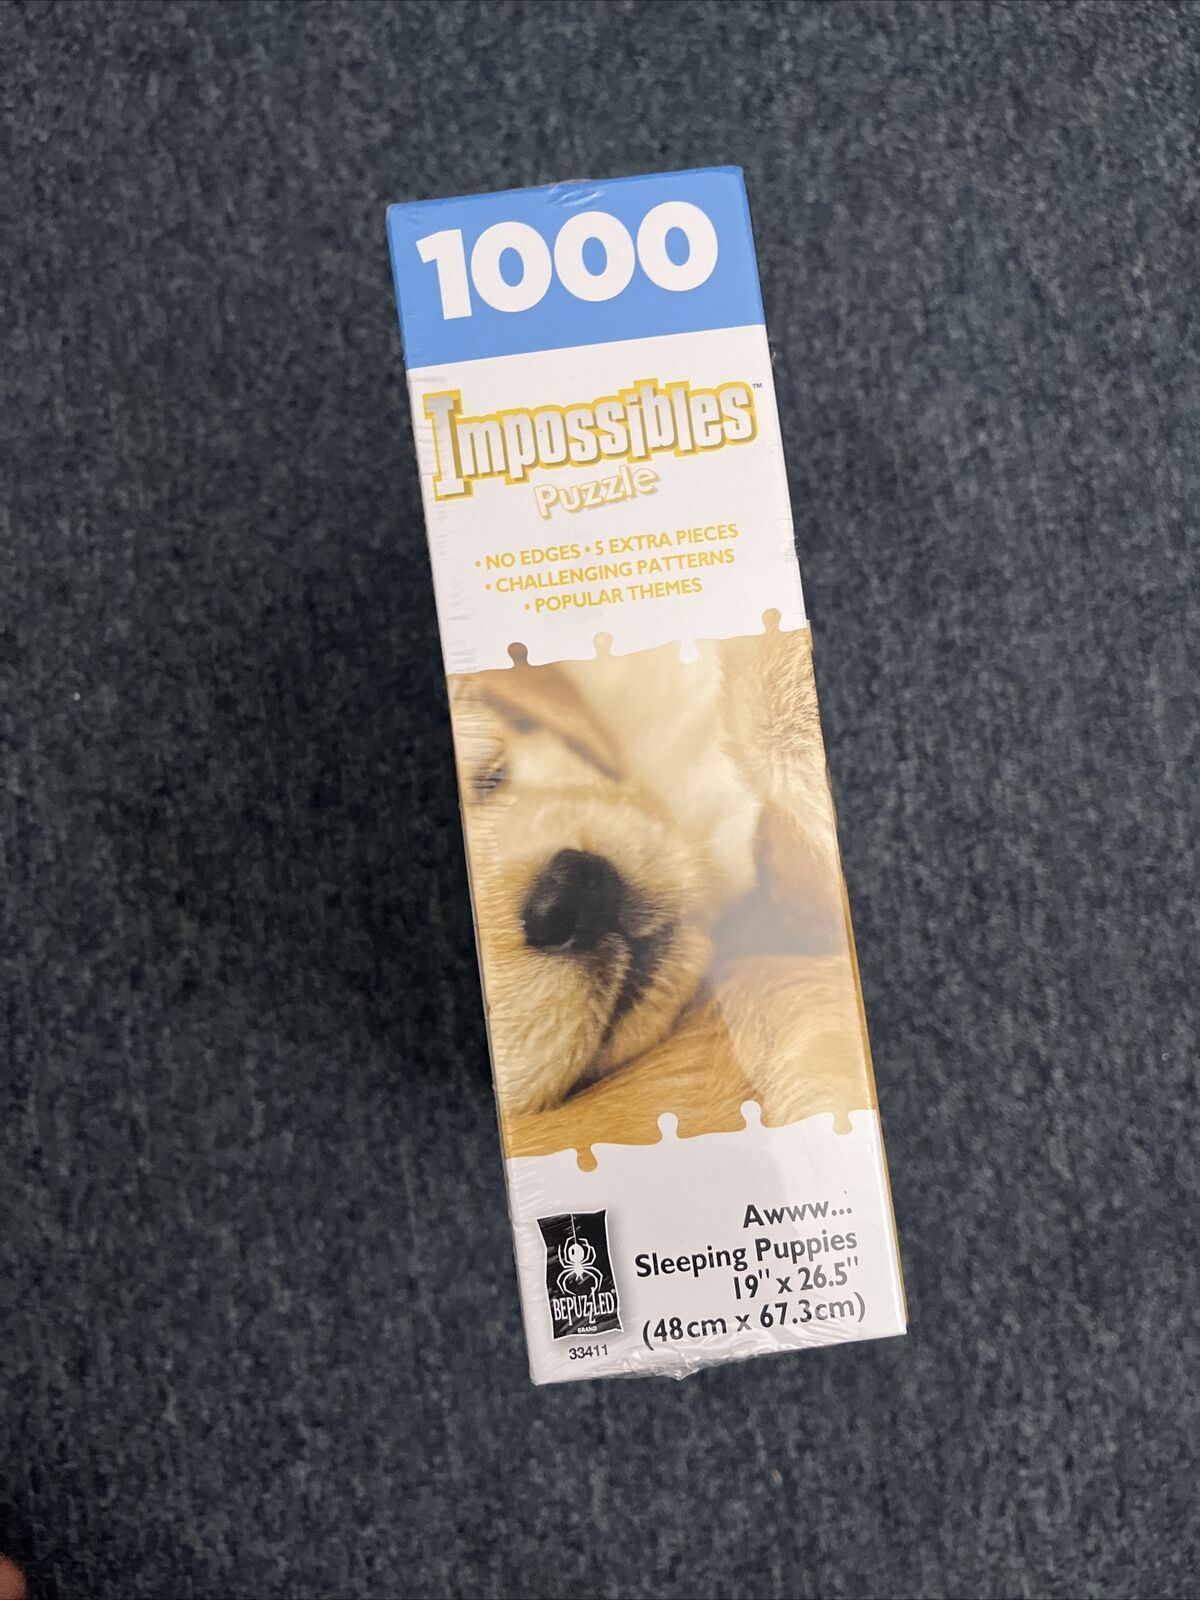 1000
Impossibles™
Puzzle
• NO EDGES • 5 EXTRA PIECES
• CHALLENGING PATTERNS
• POPULAR THEMES
Awww...
Sleeping Puppies
19" x 26.5"
(48cm x 67.3cm)
BEPUZZLED®
BRAND
33411